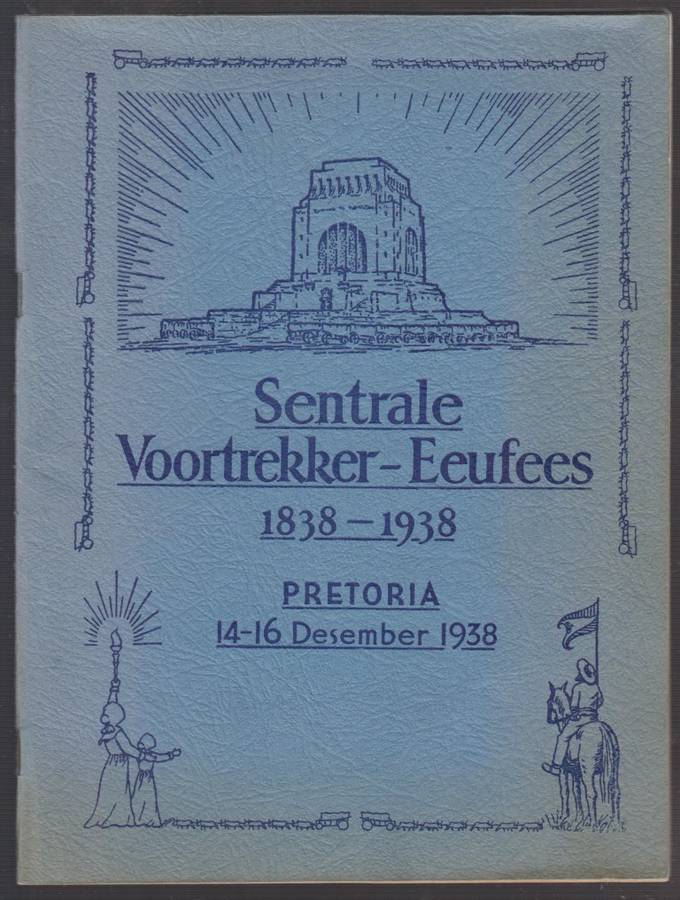 Sentrale
Voortrekker-Eeufees
1838-1938
PRETORIA
14-16 Desember 1938